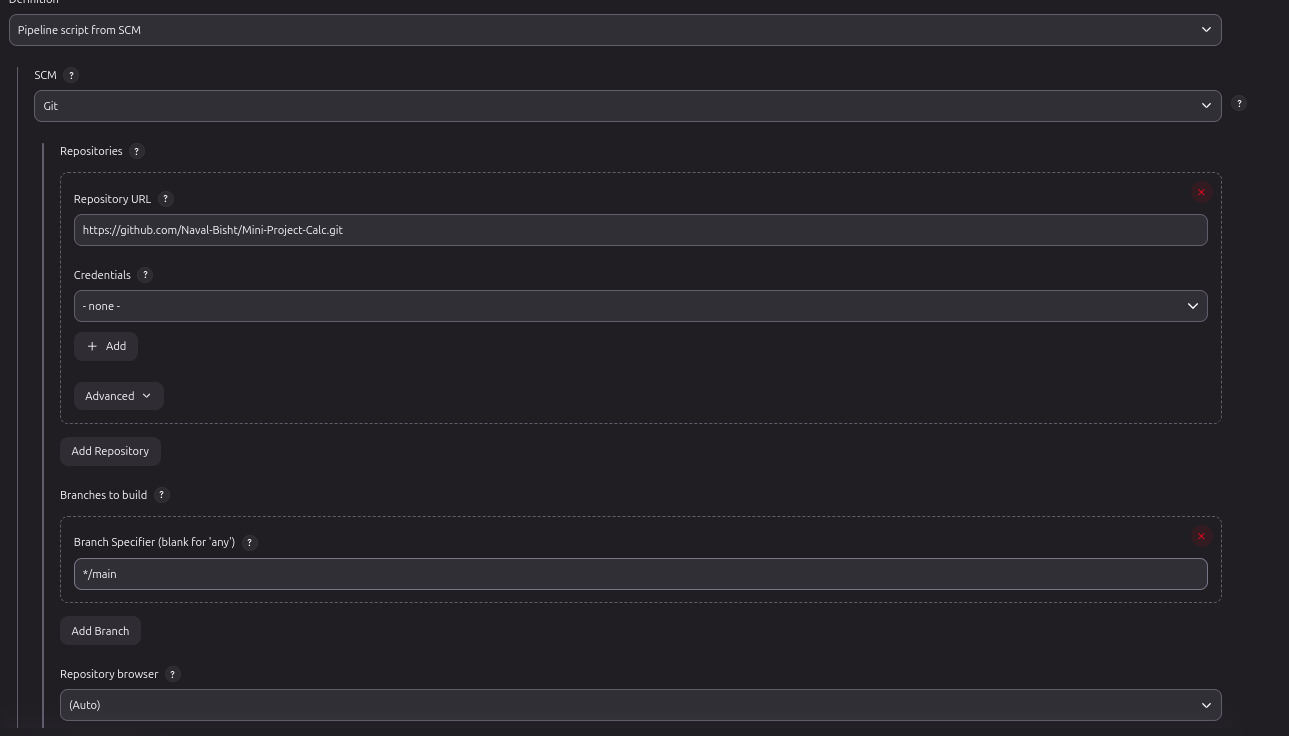 Definition
Pipeline script from SCM
SCM ?
Git
?
Repositories ?
Repository URL ?
https://github.com/Naval-Bisht/Mini-Project-Calc.git
Credentials ?
- none -
+ Add
Advanced
Add Repository
Branches to build ?
Branch Specifier (blank for 'any') ?
*/main
Add Branch
Repository browser ?
(Auto)